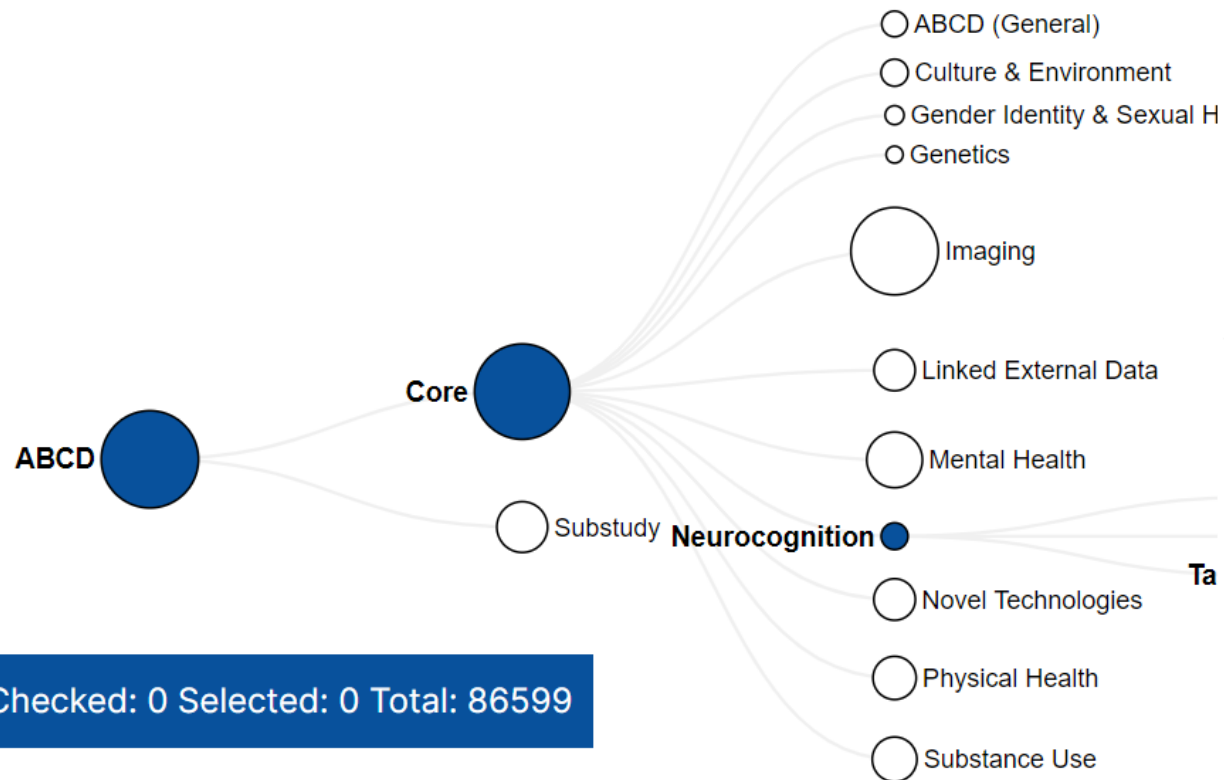 ABCD (General)
Culture & Environment
Gender Identity & Sexual H
Genetics
Imaging
Core
Linked External Data
ABCD
Mental Health
Substudy
Neurocognition
Ta
Novel Technologies
Physical Health
Checked: 0 Selected: 0 Total: 86599
Substance Use